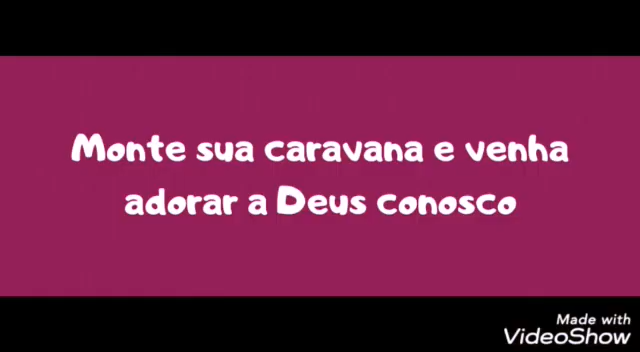 Monte sua caravana e venha
adorar a Deus conosco
Made with
VideoShow